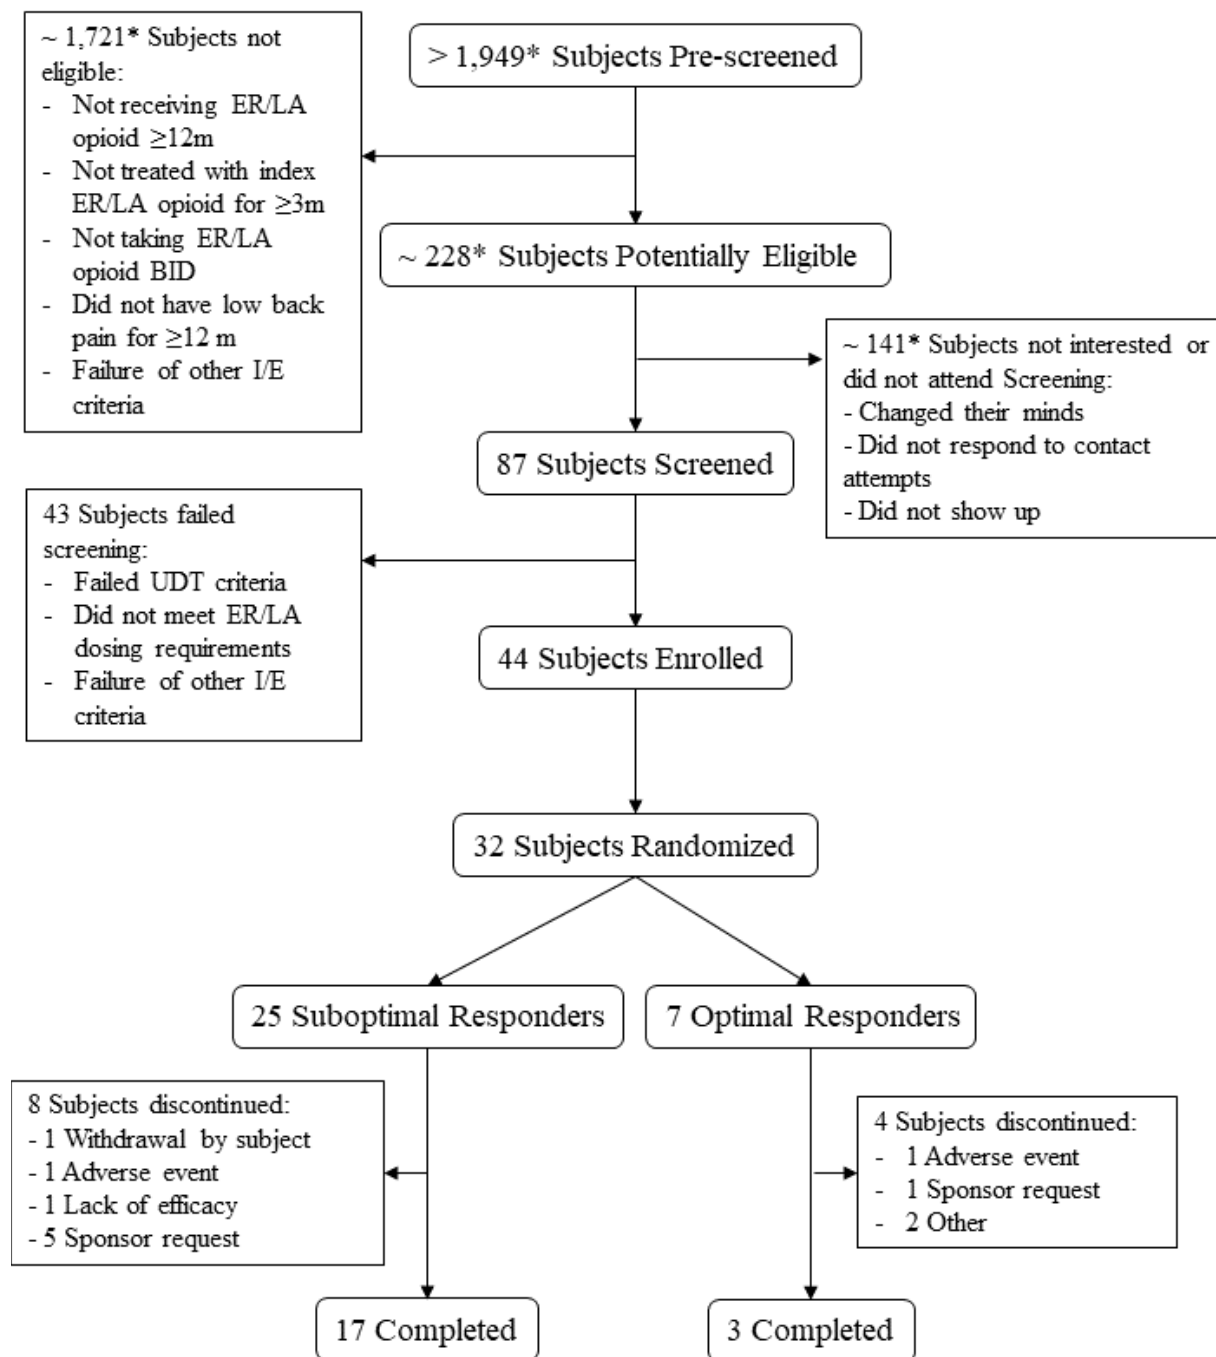 > 1,949* Subjects Pre-screened
~ 1,721* Subjects not
eligible:
- Not receiving ER/LA
opioid ≥12m
- Not treated with index
ER/LA opioid for ≥3m
- Not taking ER/LA
opioid BID
- Did not have low back
pain for ≥12 m
- Failure of other I/E
criteria
~ 228* Subjects Potentially Eligible
~ 141* Subjects not interested or
did not attend Screening:
- Changed their minds
- Did not respond to contact
attempts
- Did not show up
87 Subjects Screened
43 Subjects failed
screening:
- Failed UDT criteria
- Did not meet ER/LA
dosing requirements
- Failure of other I/E
criteria
44 Subjects Enrolled
32 Subjects Randomized
25 Suboptimal Responders
7 Optimal Responders
8 Subjects discontinued:
- 1 Withdrawal by subject
- 1 Adverse event
- 1 Lack of efficacy
- 5 Sponsor request
4 Subjects discontinued:
- 1 Adverse event
- 1 Sponsor request
- 2 Other
17 Completed
3 Completed